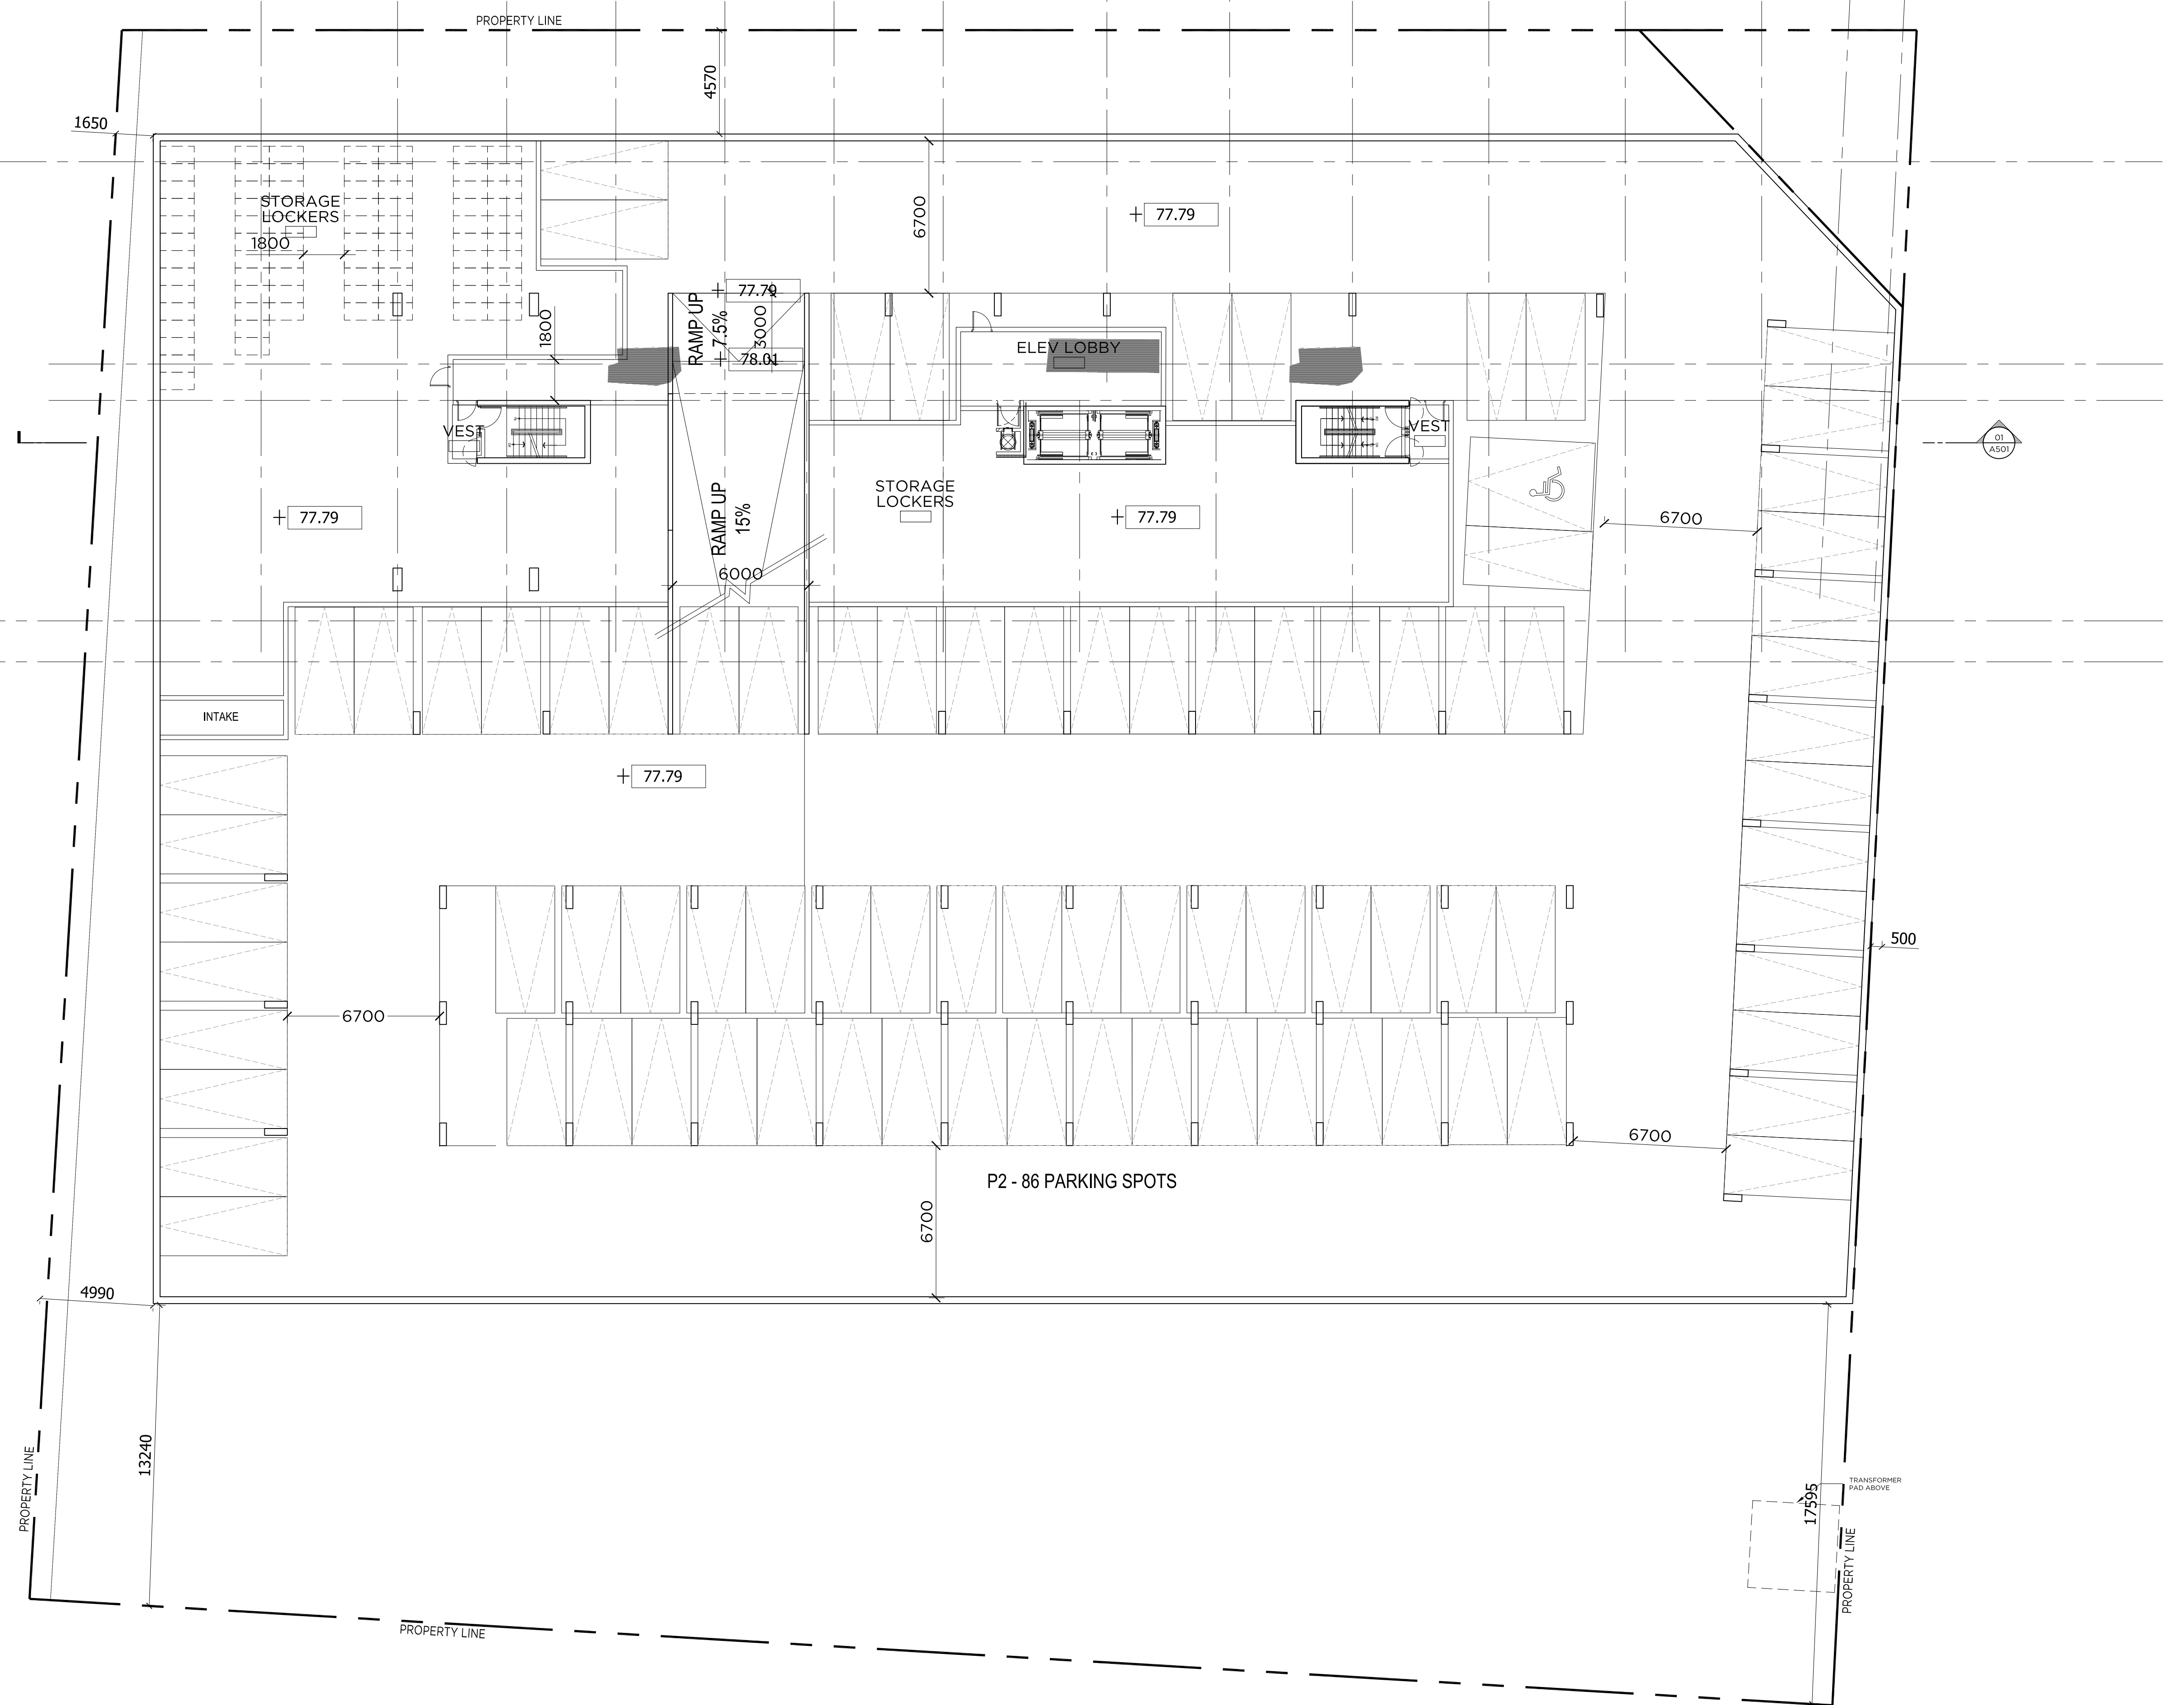 PROPERTY LINE
4570
1650
STORAGE
LOCKERS
1800
6700
77.79
RAMP UP
7.5%
77.79
3000
78.01
1800
ELEV LOBBY
VEST
VEST
01
A501
STORAGE
LOCKERS
77.79
RAMP UP
15%
77.79
6700
6000
INTAKE
77.79
500
6700
6700
P2 - 86 PARKING SPOTS
6700
4990
13240
PROPERTY LINE
TRANSFORMER
PAD ABOVE
17595
PROPERTY LINE
PROPERTY LINE